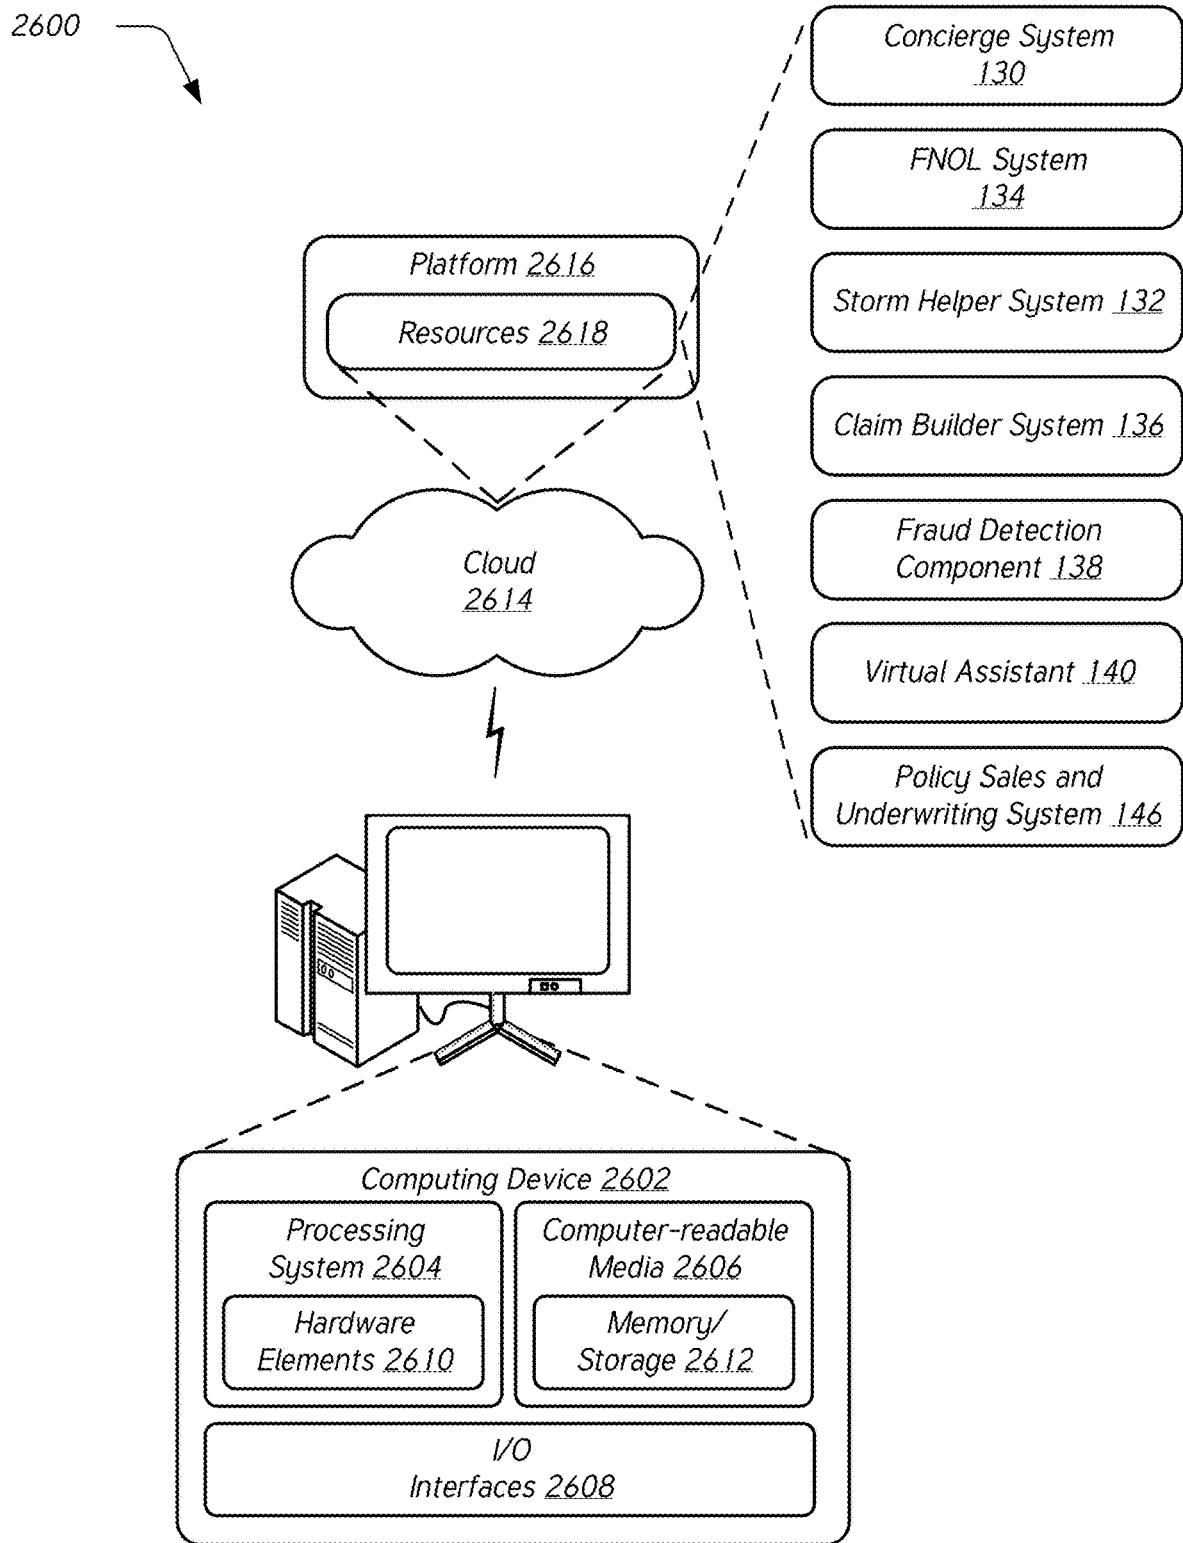 2600
Concierge System
130
FNOL System
134
Storm Helper System 132
Claim Builder System 136
Fraud Detection
Component 138
Virtual Assistant 140
Policy Sales and
Underwriting System 146
Platform 2616
Resources 2618
Cloud
2614
Computing Device 2602
Processing
System 2604
Hardware
Elements 2610
Computer-readable
Media 2606
Memory/
Storage 2612
I/O
Interfaces 2608